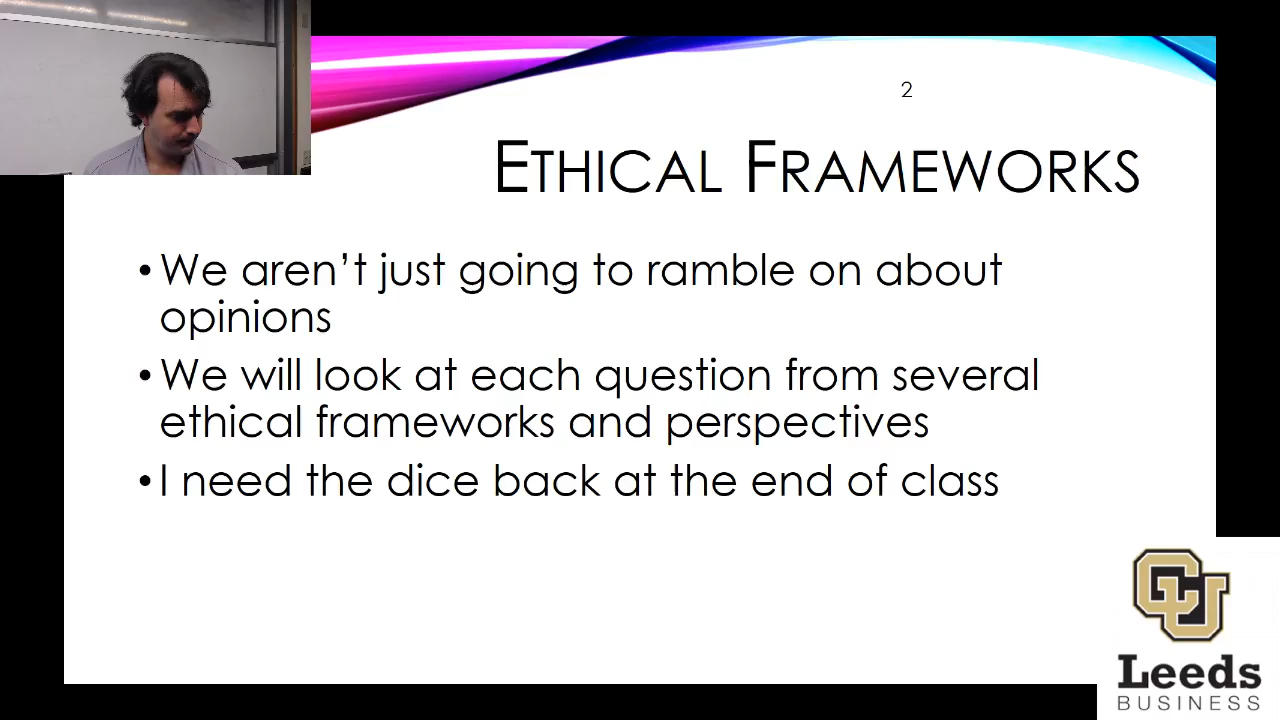 2
ETHICAL FRAMEWORKS
• We aren’t just going to ramble on about
opinions
• We will look at each question from several
ethical frameworks and perspectives
• I need the dice back at the end of class
CU
Leeds
BUSINESS